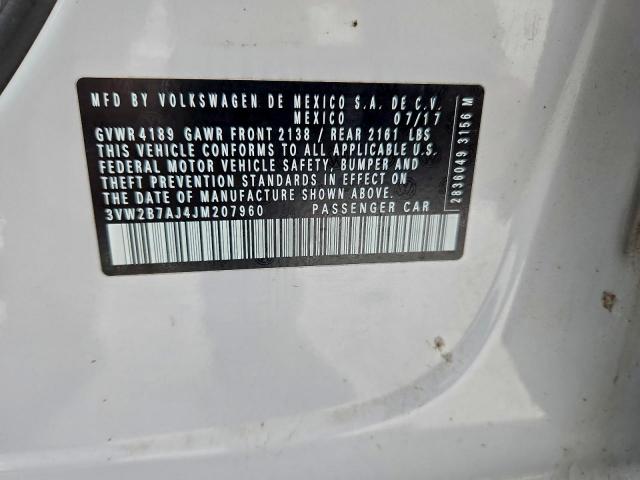 MFD BY VOLKSWAGEN DE MEXICO S.A. DE C.V.
MEXICO 07/17
GVWR 4189 GAWR FRONT 2138 / REAR 2161 LBS
THIS VEHICLE CONFORMS TO ALL APPLICABLE U.S.
FEDERAL MOTOR VEHICLE SAFETY, BUMPER AND
THEFT PREVENTION STANDARDS IN EFFECT ON
THE DATE OF MANUFACTURE SHOWN ABOVE.
3VW2B7AJ4JM207960 PASSENGER CAR
2836049 3156 M